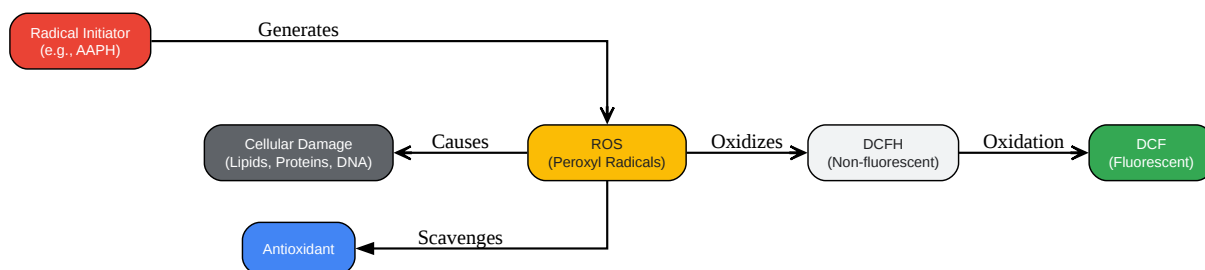 Radical Initiator
(e.g., AAPH)
Generates
Cellular Damage
(Lipids, Proteins, DNA)
Causes
ROS
(Peroxyl Radicals)
Oxidizes
DCFH
(Non-fluorescent)
Oxidation
DCF
(Fluorescent)
Antioxidant
Scavenges